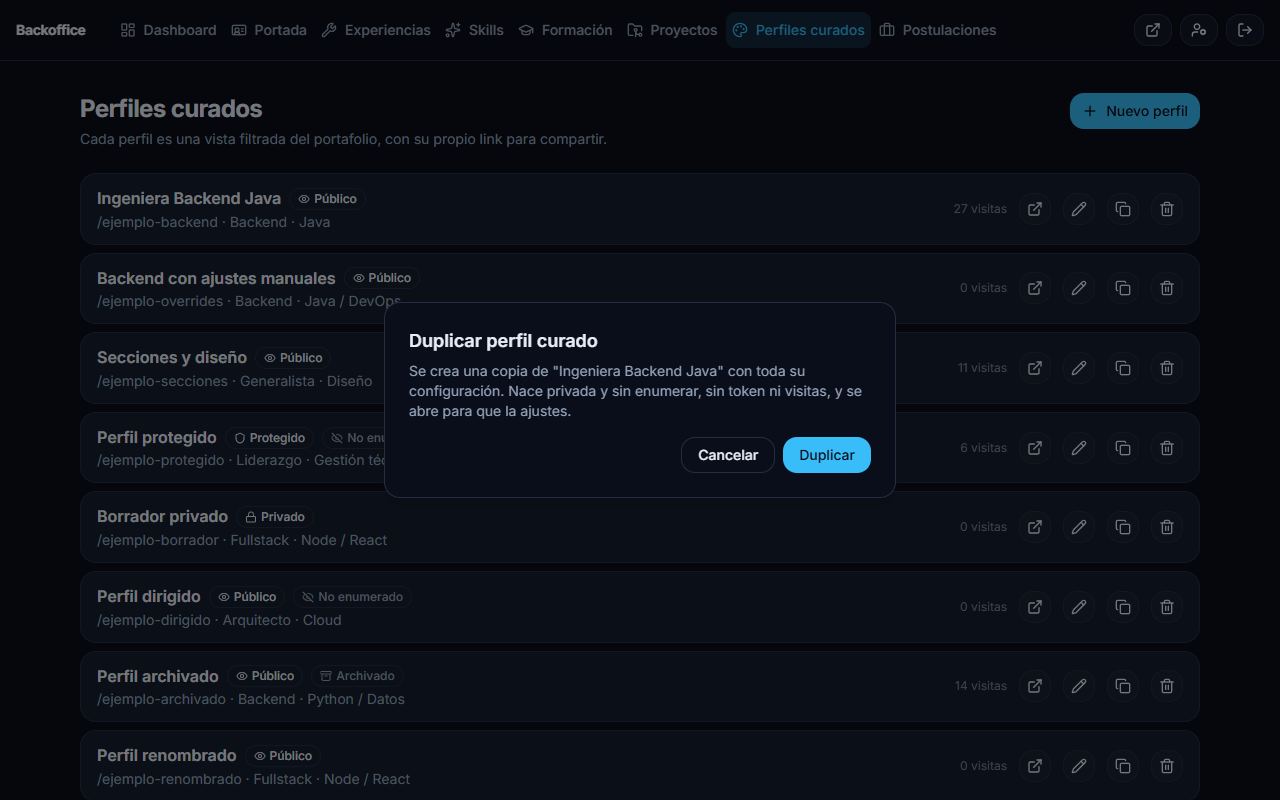 Backoffice
Dashboard
Portada
Experiencias
Skills
Formación
Proyectos
Perfiles curados
Postulaciones
Perfiles curados
Cada perfil es una vista filtrada del portafolio, con su propio link para compartir.
Nuevo perfil
Ingeniera Backend Java Público
/ejemplo-backend · Backend · Java
27 visitas
Backend con ajustes manuales Público
/ejemplo-overrides · Backend · Java / DevOps
0 visitas
Secciones y diseño Público
/ejemplo-secciones · Generalista · Diseño
11 visitas
Perfil protegido Protegido No
/ejemplo-protegido · Liderazgo · Gestión
6 visitas
Duplicar perfil curado
Se crea una copia de "Ingeniera Backend Java" con toda su
configuración. Nace privada y sin enumerar, sin token ni visitas, y se
abre para que la ajustes.
Cancelar
Duplicar
Borrador privado Privado
/ejemplo-borrador · Fullstack · Node / React
0 visitas
Perfil dirigido Público No enumerado
/ejemplo-dirigido · Arquitecto · Cloud
0 visitas
Perfil archivado Público Archivado
/ejemplo-archivado · Backend · Python / Datos
14 visitas
Perfil renombrado Público
/ejemplo-renombrado · Fullstack · Node / React
0 visitas